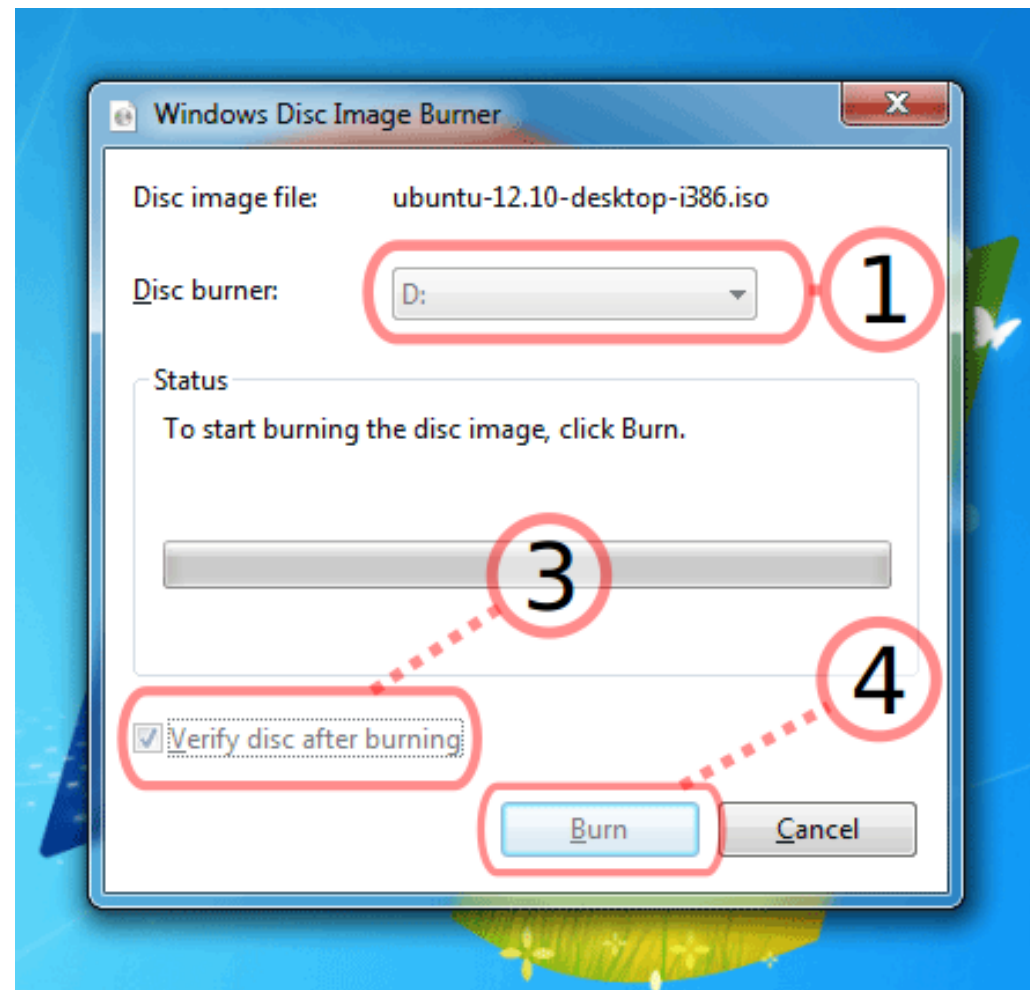 Windows Disc Image Burner
Disc image file: ubuntu-12.10-desktop-i386.iso
Disc burner: D: 1
Status
To start burning the disc image, click Burn.
3
4
Verify disc after burning
Burn Cancel